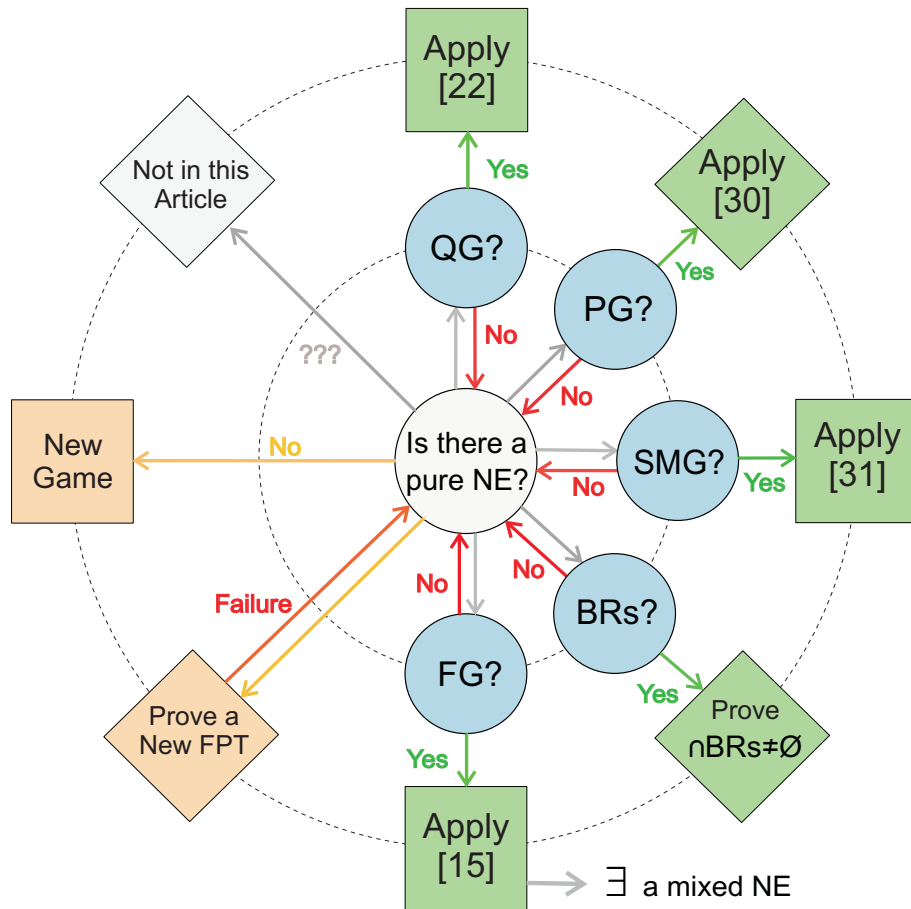 Apply
[22]
Not in this
Article
Yes
Apply
[30]
QG?
Yes
PG?
???
No
No
New
Game
No
Is there a
pure NE?
SMG?
No
Yes
Apply
[31]
Failure
No
No
BRs?
FG?
Yes
Prove a
New FPT
Yes
Prove
∩BRs≠Ø
Apply
[15]
∃ a mixed NE